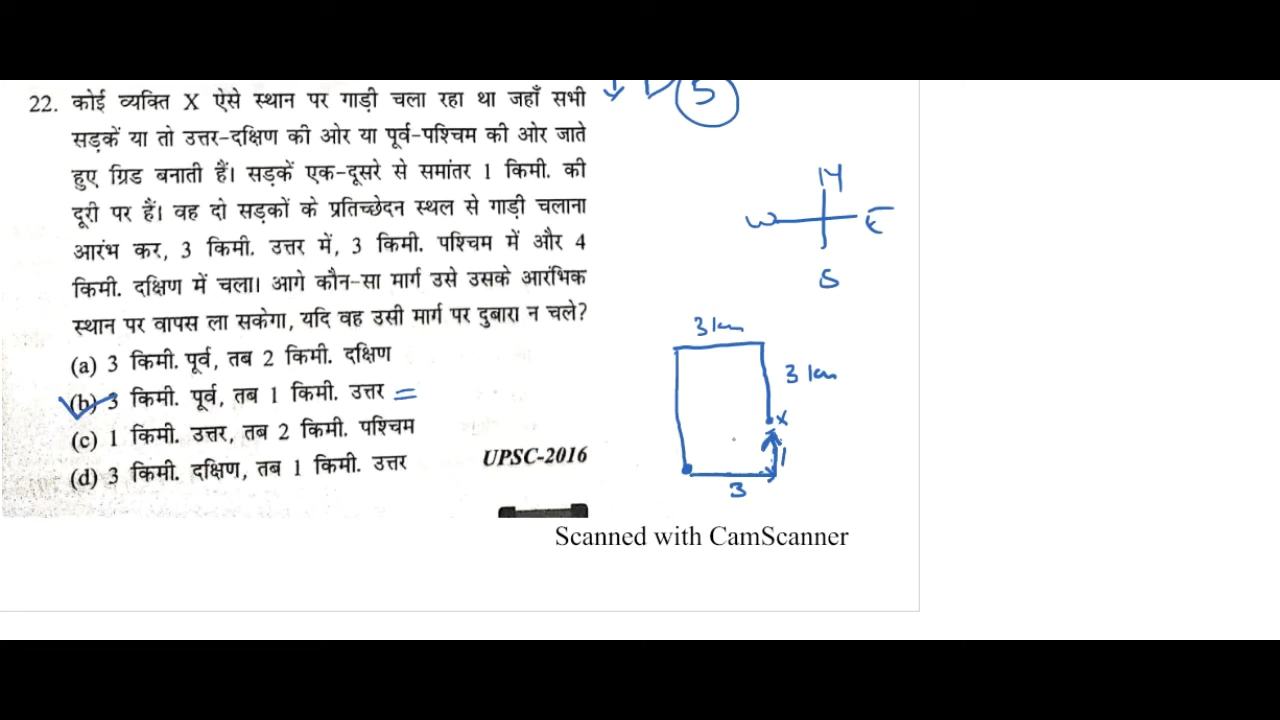 5
22. कोई व्यक्ति X ऐसे स्थान पर गाड़ी चला रहा था जहाँ सभी
सड़कें या तो उत्तर-दक्षिण की ओर या पूर्व-पश्चिम की ओर जाते
हुए ग्रिड बनाती हैं। सड़कें एक-दूसरे से समांतर 1 किमी. की
दूरी पर हैं। वह दो सड़कों के प्रतिच्छेदन स्थल से गाड़ी चलाना
आरंभ कर, 3 किमी. उत्तर में, 3 किमी. पश्चिम में और 4
किमी. दक्षिण में चला। आगे कौन-सा मार्ग उसे उसके आरंभिक
स्थान पर वापस ला सकेगा, यदि वह उसी मार्ग पर दुबारा न चले?
(a) 3 किमी. पूर्व, तब 2 किमी. दक्षिण
(b) 3 किमी. पूर्व, तब 1 किमी. उत्तर =
(c) 1 किमी. उत्तर, तब 2 किमी. पश्चिम
(d) 3 किमी. दक्षिण, तब 1 किमी. उत्तर
UPSC-2016
N
W E
S
3 km
3 km
X
1
3
Scanned with CamScanner